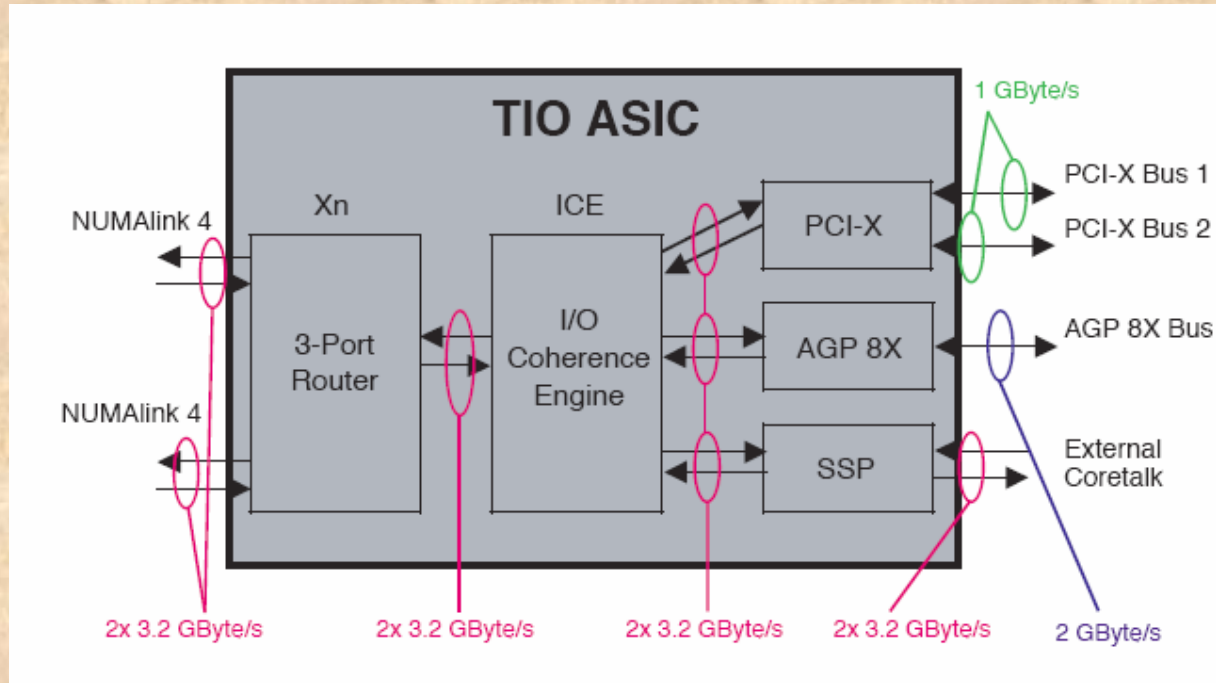 1 GByte/s
TIO ASIC
PCI-X Bus 1
Xn
ICE
PCI-X
NUMAlink 4
PCI-X Bus 2
I/O
Coherence
Engine
3-Port
Router
AGP 8X
AGP 8X Bus
NUMAlink 4
SSP
External
Coretalk
2x 3.2 GByte/s
2x 3.2 GByte/s
2x 3.2 GByte/s
2x 3.2 GByte/s
2 GByte/s